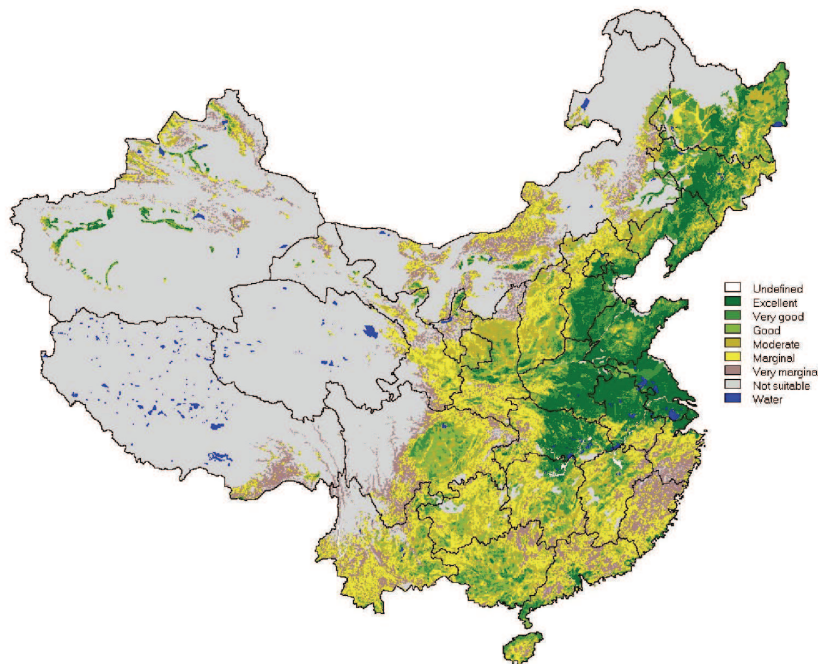 Undefined
Excellent
Very good
Good
Moderate
Marginal
Very margina
Not suitable
Water